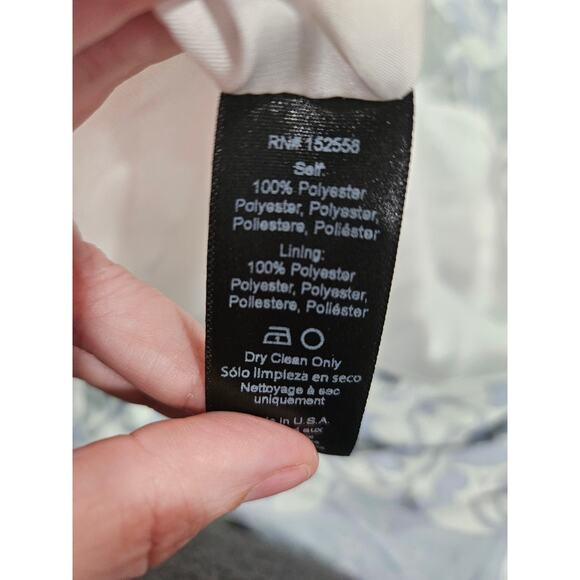 RN# 152558
Self:
100% Polyester
Polyester, Polyester,
Poliestere, Poliéster
Lining:
100% Polyester
Polyester, Polyester,
Poliestere, Poliéster
Dry Clean Only
Sólo limpieza en seco
Nettoyage à sec
uniquement
in U.S.A.
aux